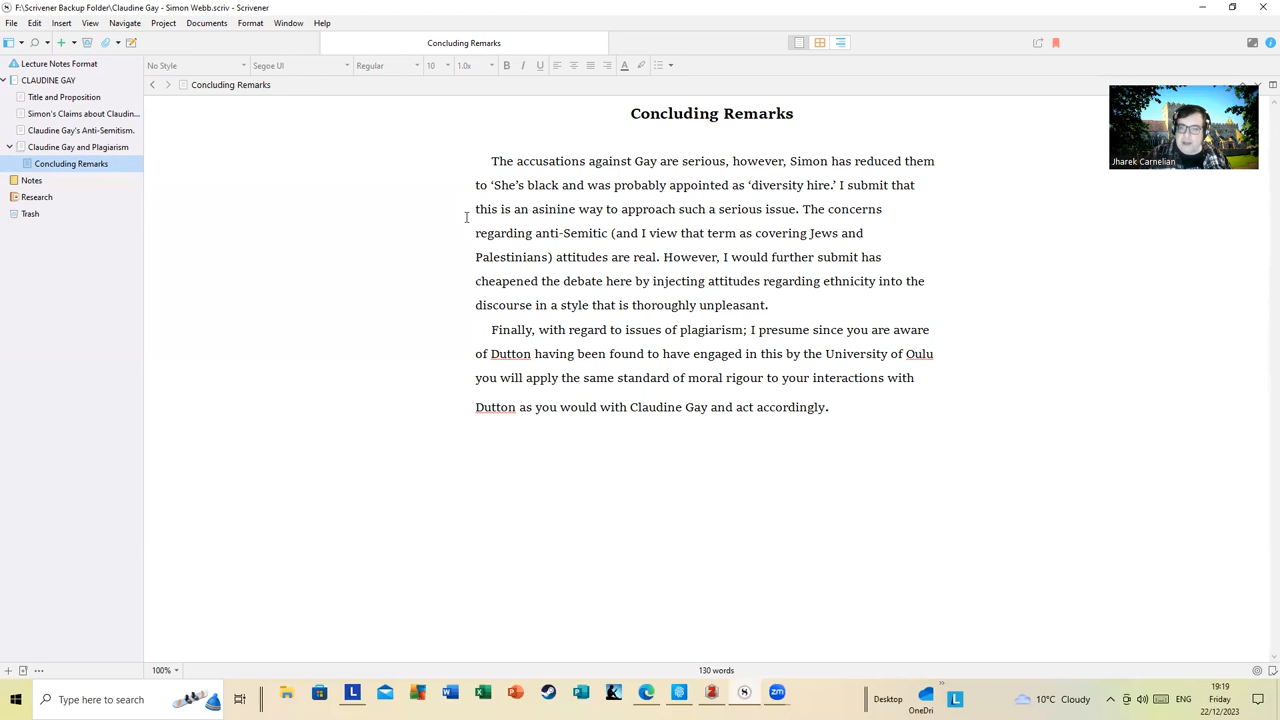 F:\Scrivener Backup Folder\Claudine Gay - Simon Webb.scriv - Scrivener
File Edit Insert View Navigate Project Documents Format Window Help
Concluding Remarks
No Style Segoe UI Regular 10 1.0x B I U A
Lecture Notes Format
CLAUDINE GAY
Title and Proposition
Simon's Claims about Claudin...
Claudine Gay's Anti-Semitism.
Claudine Gay and Plagiarism
Concluding Remarks
Notes
Research
Trash
Concluding Remarks
Concluding Remarks
The accusations against Gay are serious, however, Simon has reduced them
to ‘She’s black and was probably appointed as ‘diversity hire.’ I submit that
this is an asinine way to approach such a serious issue. The concerns
regarding anti-Semitic (and I view that term as covering Jews and
Palestinians) attitudes are real. However, I would further submit has
cheapened the debate here by injecting attitudes regarding ethnicity into the
discourse in a style that is thoroughly unpleasant.
Finally, with regard to issues of plagiarism; I presume since you are aware
of Dutton having been found to have engaged in this by the University of Oulu
you will apply the same standard of moral rigour to your interactions with
Dutton as you would with Claudine Gay and act accordingly.
Jharek Carnelian
100% 130 words
Type here to search
Desktop
OneDri
10°C Cloudy
ENG
19:19
Friday
22/12/2023